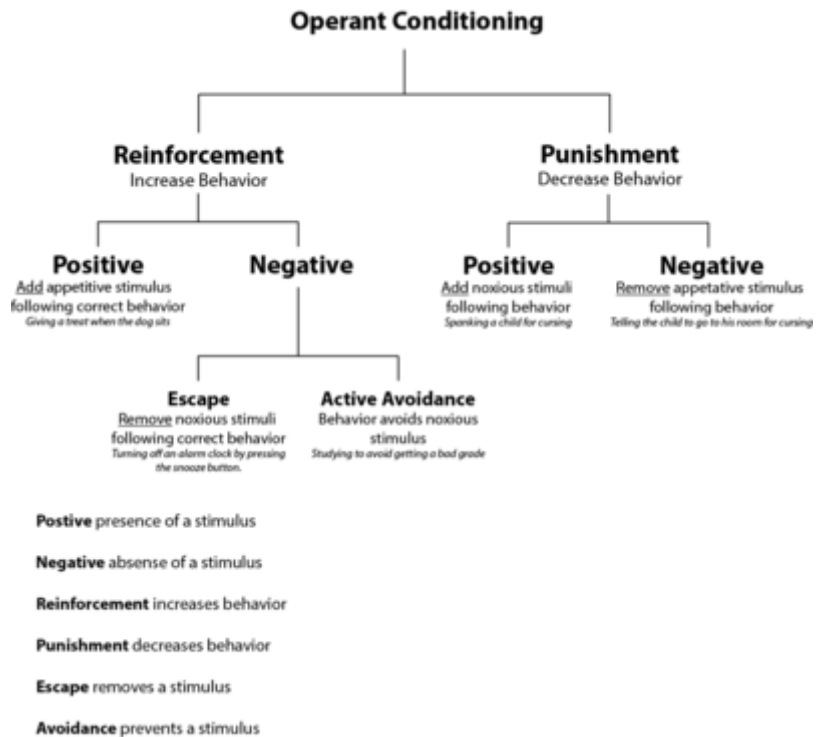 Operant Conditioning
Reinforcement
Increase Behavior
Punishment
Decrease Behavior
Positive
Add appetitive stimulus
following correct behavior
Giving a treat when the dog sits
Negative
Positive
Add noxious stimuli
following behavior
Spanking a child for cursing
Negative
Remove appetative stimulus
following behavior
Telling the child to go to his room for cursing
Escape
Remove noxious stimuli
following correct behavior
Turning off an alarm clock by pressing
the snooze button.
Active Avoidance
Behavior avoids noxious
stimulus
Studying to avoid getting a bad grade
Postive presence of a stimulus
Negative absense of a stimulus
Reinforcement increases behavior
Punishment decreases behavior
Escape removes a stimulus
Avoidance prevents a stimulus